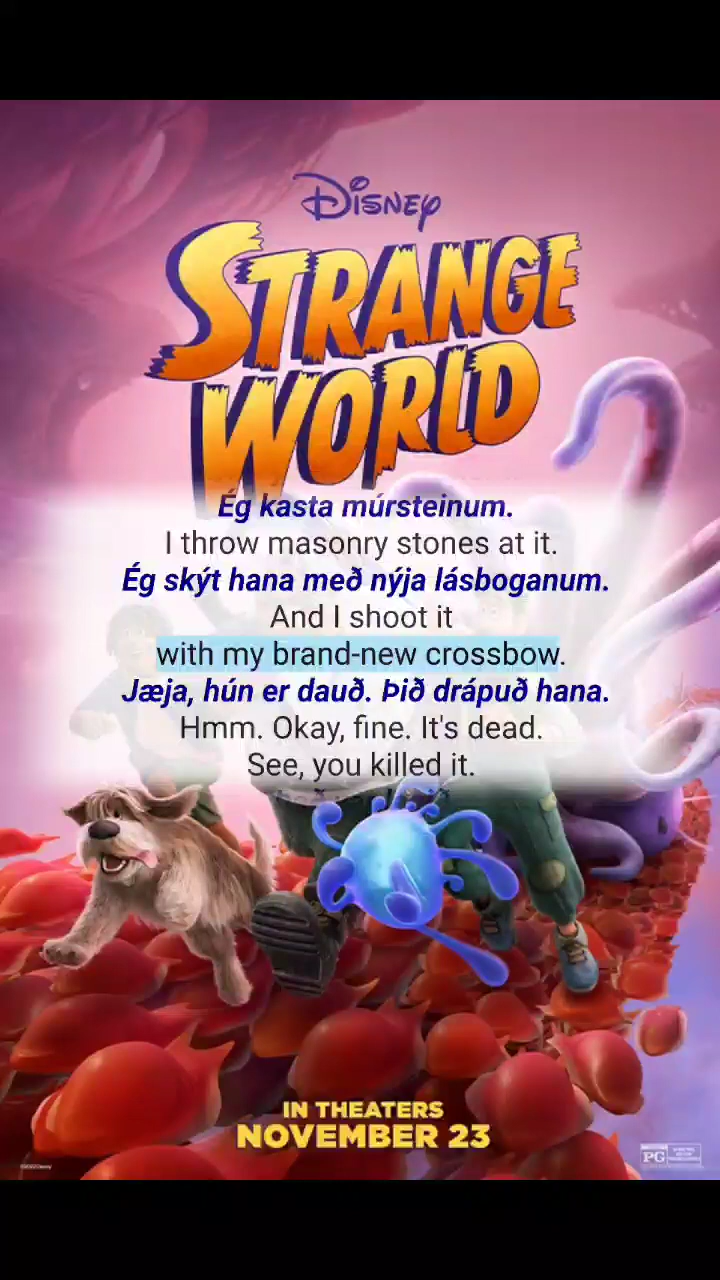 Disney
STRANGE
WORLD
Ég kasta múrsteinum.
I throw masonry stones at it.
Ég skýt hana með nýja lásboganum.
And I shoot it
with my brand-new crossbow.
Jæja, hún er dauð. Þið drápuð hana.
Hmm. Okay, fine. It's dead.
See, you killed it.
IN THEATERS
NOVEMBER 23
PG